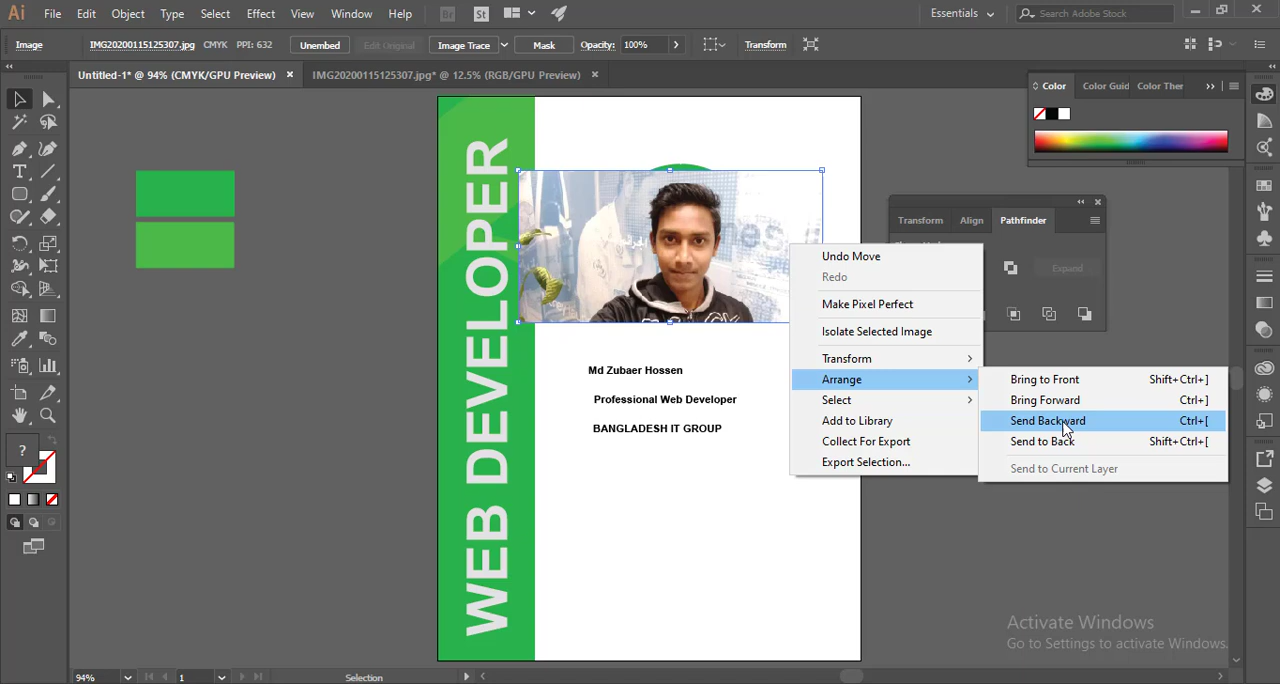 Ai File Edit Object Type Select Effect View Window Help Br St Essentials Search Adobe Stock
Image IMG20200115125307.jpg CMYK PPI: 632 Unembed Edit Original Image Trace Mask Opacity: 100% Transform
Untitled-1* @ 94% (CMYK/GPU Preview) IMG20200115125307.jpg* @ 12.5% (RGB/GPU Preview)
Color Color Guid Color Ther
WEB DEVELOPER
Transform Align Pathfinder
Expand
Undo Move
Redo
Make Pixel Perfect
Isolate Selected Image
Transform
Arrange
Select
Add to Library
Collect For Export
Export Selection...
Bring to Front Shift+Ctrl+]
Bring Forward Ctrl+]
Send Backward Ctrl+[
Send to Back Shift+Ctrl+[
Send to Current Layer
Md Zubaer Hossen
Professional Web Developer
BANGLADESH IT GROUP
?
Activate Windows
Go to Settings to activate Windows.
94% 1 Selection